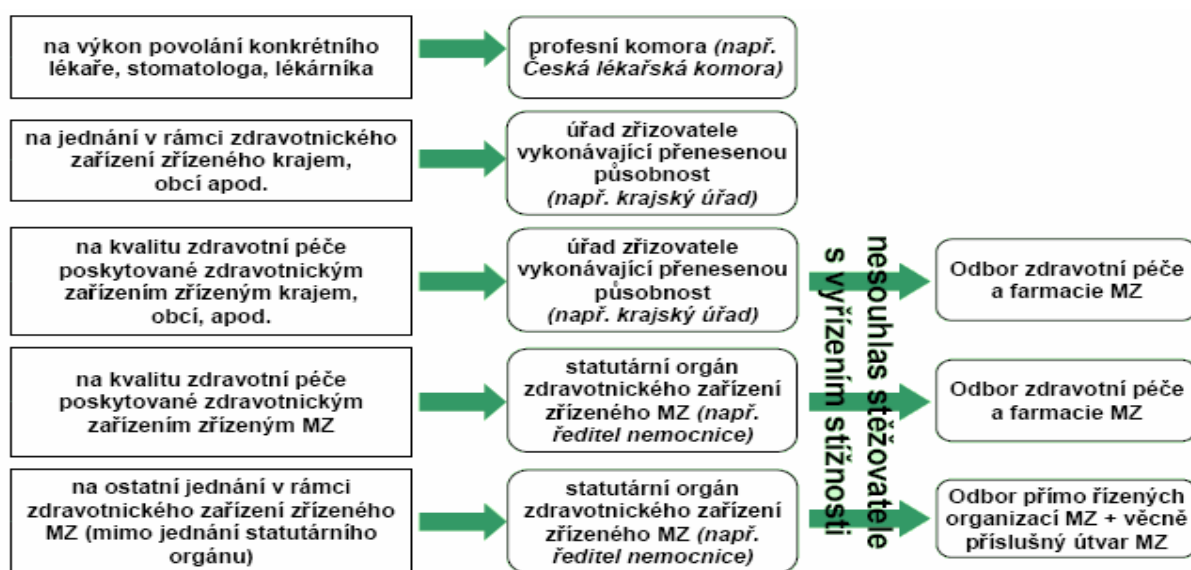 na výkon povolání konkrétního
lékaře, stomatologa, lékárníka
profesní komora (např.
Česká lékařská komora)
na jednání v rámci zdravotnického
zařízení zřízeného krajem,
obcí apod.
úřad zřizovatele
vykonávající přenesenou
působnost
(např. krajský úřad)
na kvalitu zdravotní péče
poskytované zdravotnickým
zařízením zřízeným krajem,
obcí, apod.
úřad zřizovatele
vykonávající přenesenou
působnost
(např. krajský úřad)
nesouhlas stěžovatele
s vyřízením stížnosti
Odbor zdravotní péče
a farmacie MZ
na kvalitu zdravotní péče
poskytované zdravotnickým
zařízením zřízeným MZ
statutární orgán
zdravotnického zařízení
zřízeného MZ (např.
ředitel nemocnice)
Odbor zdravotní péče
a farmacie MZ
na ostatní jednání v rámci
zdravotnického zařízení zřízeného
MZ (mimo jednání statutárního
orgánu)
statutární orgán
zdravotnického zařízení
zřízeného MZ (např.
ředitel nemocnice)
Odbor přímo řízených
organizací MZ + věcně
příslušný útvar MZ